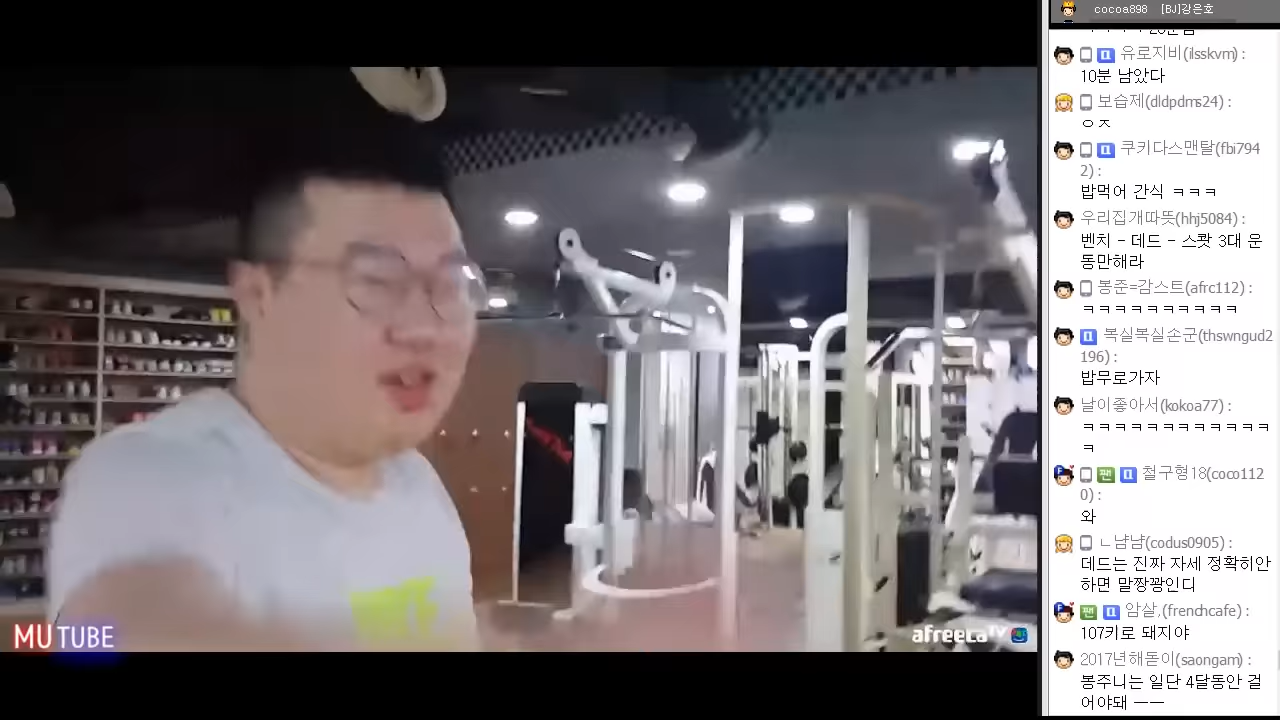 cocoa898 [BJ]강은호
유로지비(ilsskvm) :
10분 남았다
보습제(dldpdms24) :
ㅇㅈ
쿠키다스맨탈(fbi794
2) :
밥먹어 간식 ㅋㅋㅋ
우리집개따뜻(hhj5084) :
벤치 - 데드 - 스쾃 3대 운
동만해라
봉준=감스트(afrc112) :
ㅋㅋㅋㅋㅋㅋㅋㅋㅋㅋ
복실복실손군(thswngud2
196) :
밥무로가자
날이좋아서(kokoa77) :
ㅋㅋㅋㅋㅋㅋㅋㅋㅋㅋㅋㅋ
ㅋ
팬 철구형18(coco112
0) :
와
ㄴ냠냠(codus0905) :
데드는 진짜 자세 정확히안
하면 말짱꽝인디
팬 암살,(frenchcafe) :
107키로 돼지야
2017년해돋이(saongam) :
봉주니는 일단 4달동안 걸
어야돼 ㅡㅡ
MUTUBE
afreecaTV